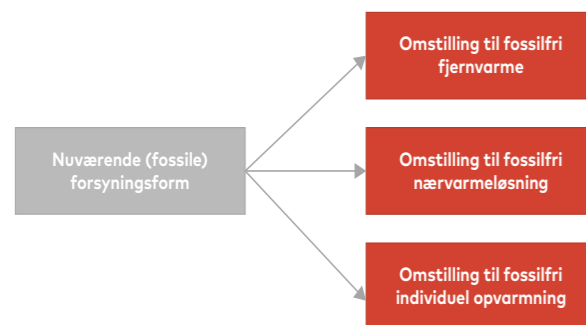 Omstilling til fossilfri
fjernvarme
Nuværende (fossile)
forsyningsform
Omstilling til fossilfri
nærvarmeløsning
Omstilling til fossilfri
individuel opvarmning